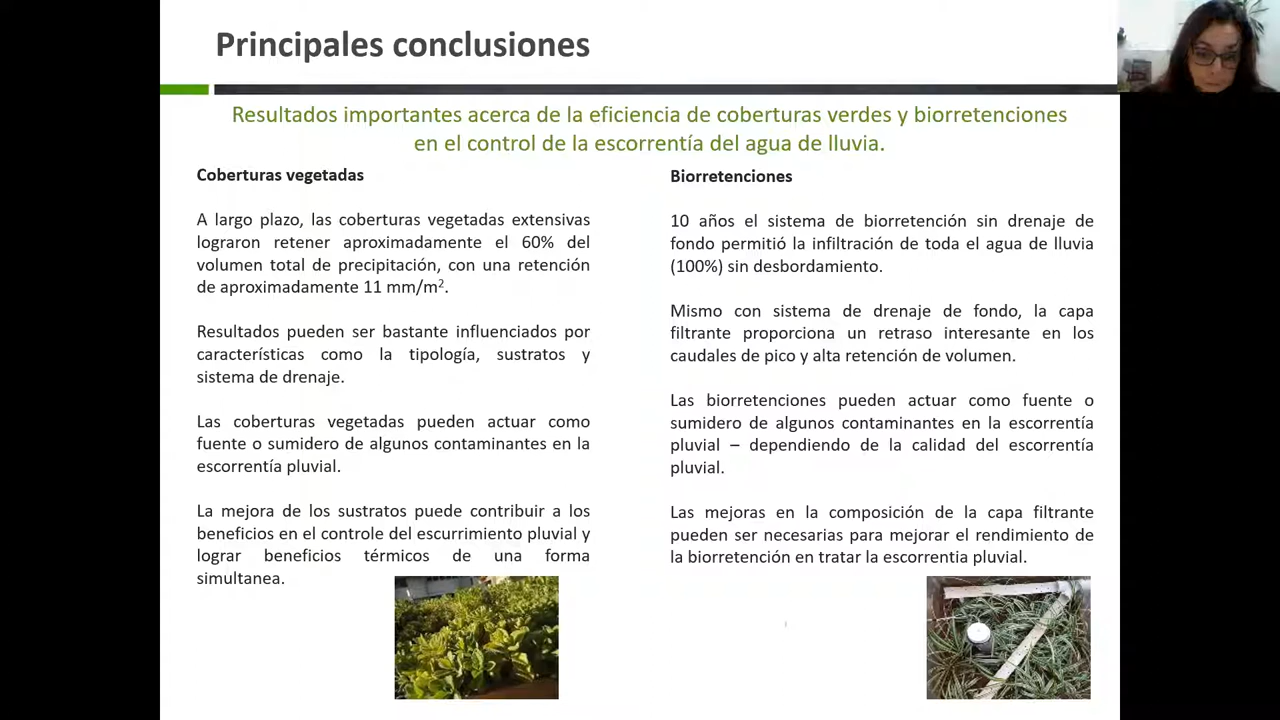 Principales conclusiones
Resultados importantes acerca de la eficiencia de coberturas verdes y biorretenciones
en el control de la escorrentía del agua de lluvia.
Coberturas vegetadas
A largo plazo, las coberturas vegetadas extensivas
lograron retener aproximadamente el 60% del
volumen total de precipitación, con una retención
de aproximadamente 11 mm/m².
Resultados pueden ser bastante influenciados por
características como la tipología, sustratos y
sistema de drenaje.
Las coberturas vegetadas pueden actuar como
fuente o sumidero de algunos contaminantes en la
escorrentía pluvial.
La mejora de los sustratos puede contribuir a los
beneficios en el controle del escurrimiento pluvial y
lograr beneficios térmicos de una forma
simultanea.
Biorretenciones
10 años el sistema de biorretención sin drenaje de
fondo permitió la infiltración de toda el agua de lluvia
(100%) sin desbordamiento.
Mismo con sistema de drenaje de fondo, la capa
filtrante proporciona un retraso interesante en los
caudales de pico y alta retención de volumen.
Las biorretenciones pueden actuar como fuente o
sumidero de algunos contaminantes en la escorrentía
pluvial – dependiendo de la calidad del escorrentía
pluvial.
Las mejoras en la composición de la capa filtrante
pueden ser necesarias para mejorar el rendimiento de
la biorretención en tratar la escorrentia pluvial.